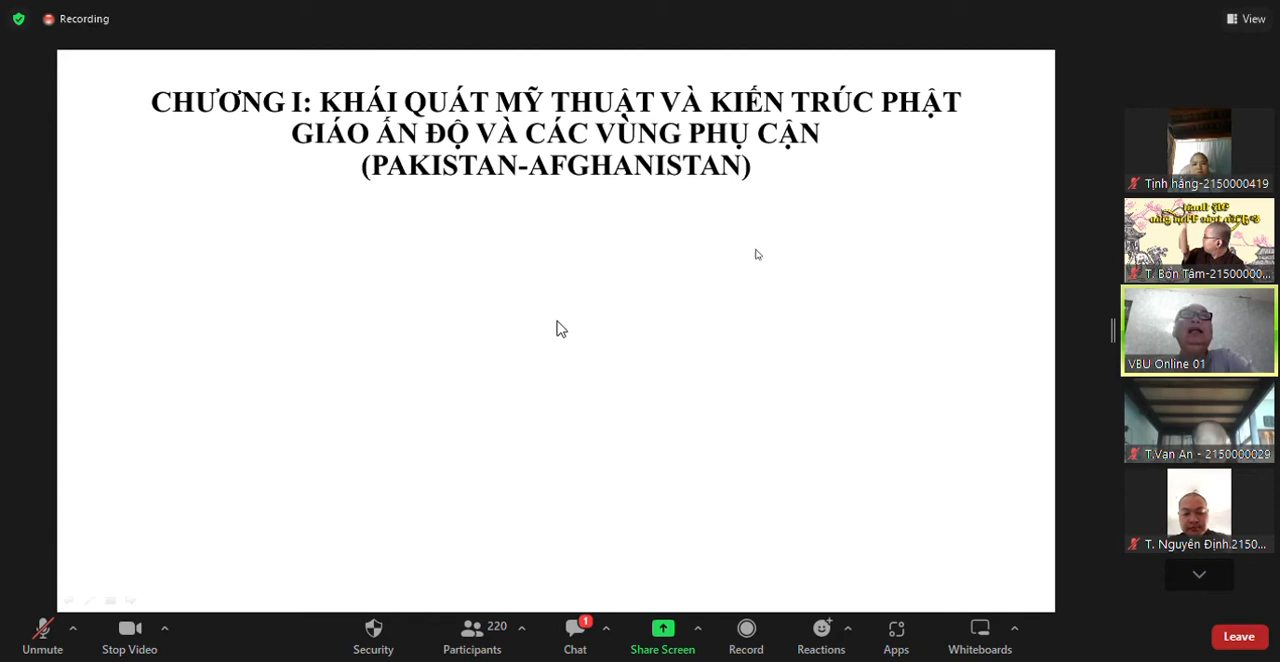 Recording
View
CHƯƠNG I: KHÁI QUÁT MỸ THUẬT VÀ KIẾN TRÚC PHẬT
GIÁO ẤN ĐỘ VÀ CÁC VÙNG PHỤ CẬN
(PAKISTAN-AFGHANISTAN)
Tịnh hằng-2150000419
T. Bổn Tâm-21500000...
VBU Online 01
T.Vạn An - 2150000029
T. Nguyên Định.2150...
Unmute
Stop Video
Security
220
Participants
1
Chat
Share Screen
Record
Reactions
Apps
Whiteboards
Leave